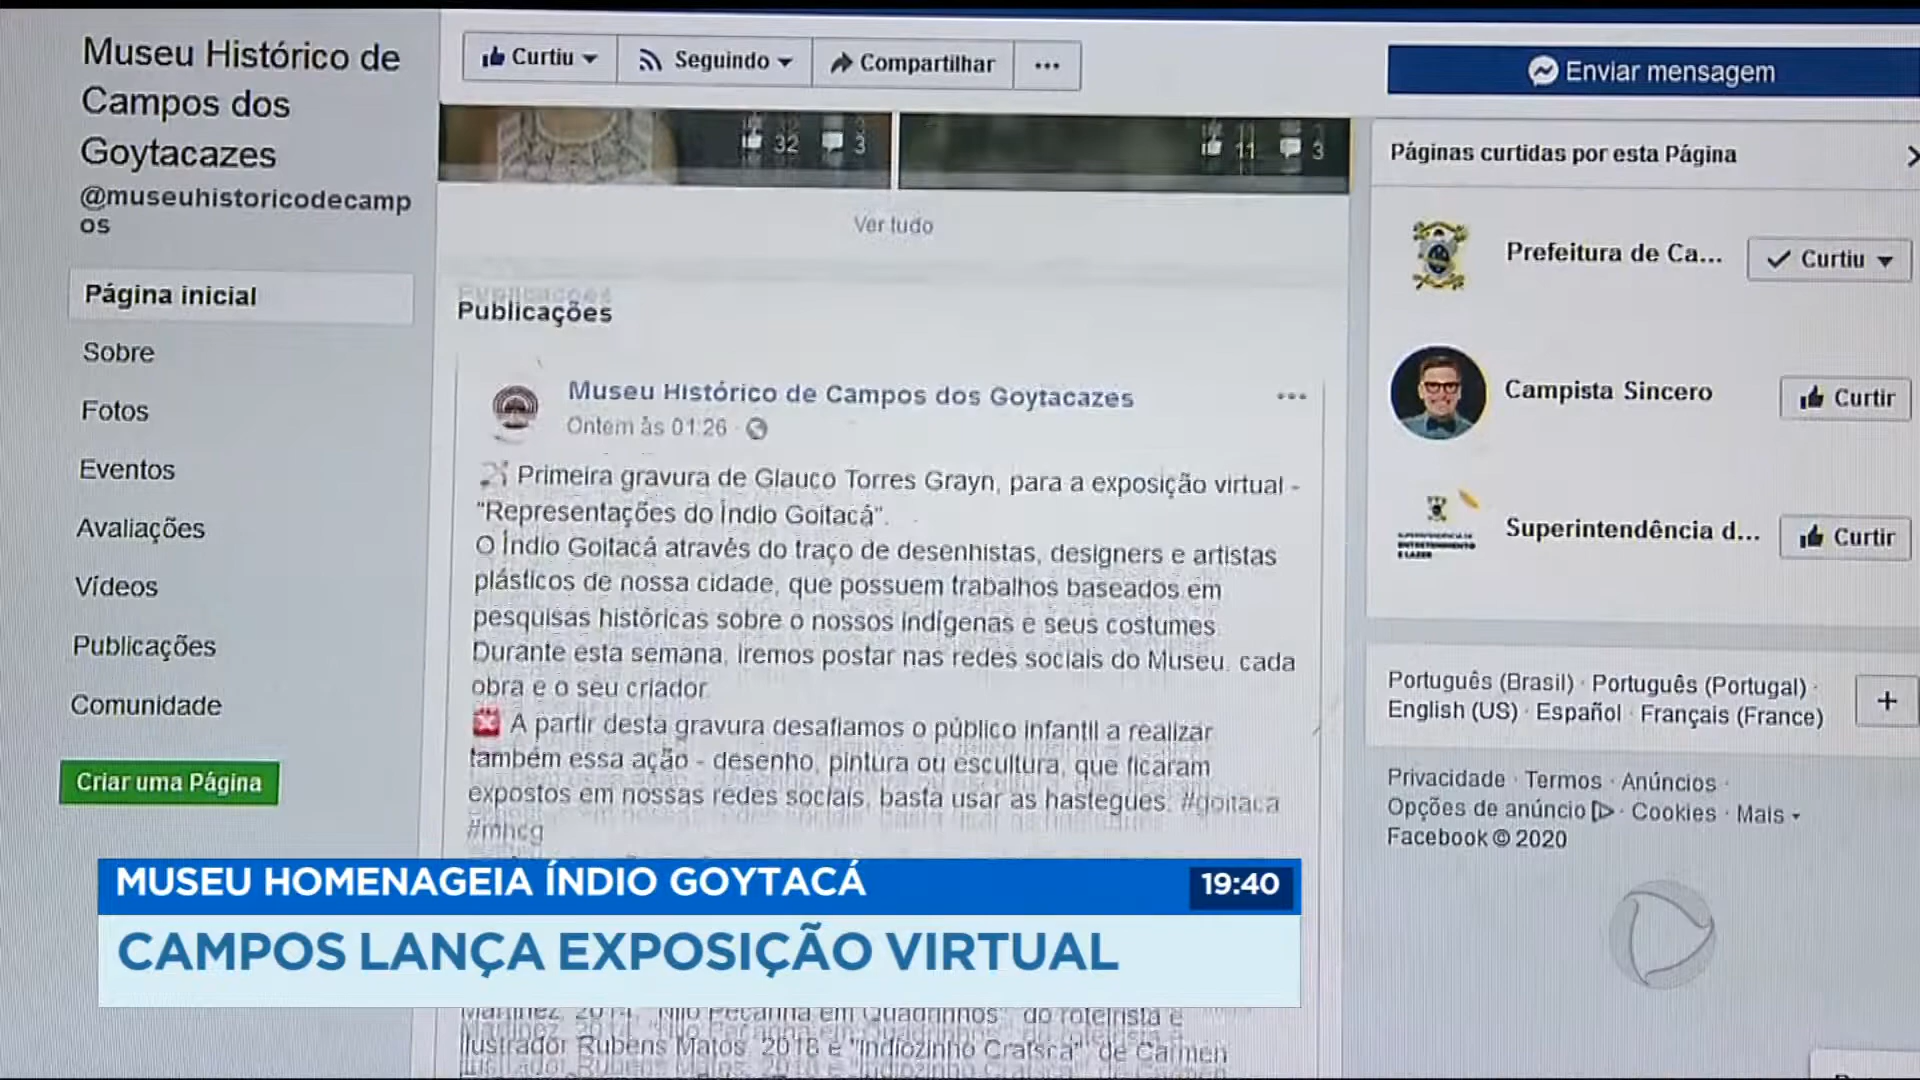 Museu Histórico de
Campos dos
Goytacazes
@museuhistoricodecamp
os
Página inicial
Sobre
Fotos
Eventos
Avaliações
Vídeos
Publicações
Comunidade
Criar uma Página
Curtiu
Seguindo
Compartilhar
32 3
11 3
Ver tudo
Publicações
Museu Histórico de Campos dos Goytacazes
Ontem às 01:26
Primeira gravura de Glauco Torres Grayn, para a exposição virtual -
"Representações do Índio Goitacá".
O Índio Goitacá através do traço de desenhistas, designers e artistas
plásticos de nossa cidade, que possuem trabalhos baseados em
pesquisas históricas sobre o nossos indígenas e seus costumes.
Durante esta semana, iremos postar nas redes sociais do Museu, cada
obra e o seu criador.
A partir desta gravura desafiamos o público infantil a realizar
também essa ação - desenho, pintura ou escultura, que ficaram
expostos em nossas redes sociais, basta usar as hastegues: #goitaca
#mhcg
Enviar mensagem
Páginas curtidas por esta Página
Prefeitura de Ca...
Curtiu
Campista Sincero
Curtir
Superintendência d...
Curtir
Português (Brasil) · Português (Portugal) ·
English (US) · Español · Français (France)
+
Privacidade · Termos · Anúncios ·
Opções de anúncio · Cookies · Mais
Facebook © 2020
MUSEU HOMENAGEIA ÍNDIO GOYTACÁ
19:40
CAMPOS LANÇA EXPOSIÇÃO VIRTUAL
Martinez, 2014, "Nilo Peçanha em Quadrinhos" do roteirista e
ilustrador Rubens Matos, 2018 e "Indiozinho" de Carmen